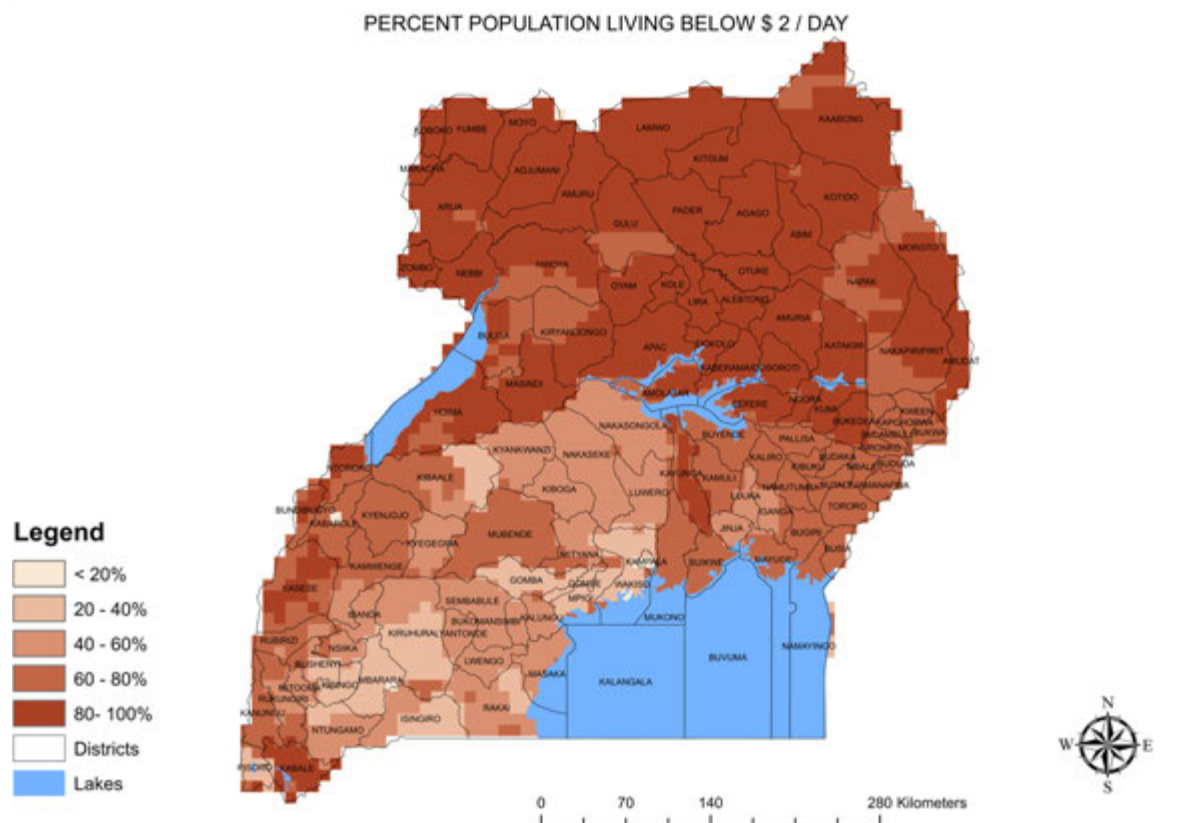 PERCENT POPULATION LIVING BELOW $ 2 / DAY
KAABONG
MOYO
KOBOKO YUMBE
LAMWO
KITGUM
MARACHA
ADJUMANI
AMURU
KOTIDO
ARUA
PADER
AGAGO
GULU
ABIM
MOROTO
ZOMBO
NEBBI
NWOYA
OTUKE
NAPAK
OYAM
KOLE
LIRA
ALEBTONG
AMURIA
BULIISA
KIRYANDONGO
APAC
DOKOLO
KATAKWI
NAKAPIRIPIRIT
AMUDAT
KABERAMAIDO
SOROTI
MASINDI
AMOLATAR
SERERE
NGORA
KUMI
HOIMA
BUKEDEA
KWEEN
NAKASONGOLA
BUYENDE
PALLISA
KYANKWANZI
NAKASEKE
KALIRO
BUDAKA
KIBUKU
NTOROKO
KIBAALE
KAYUNGA
KAMULI
KIBOGA
LUWERO
LUUKA
NAMUTUMBA
IGANGA
TORORO
BUNDIBUGYO
KABAROLE
KYENJOJO
MUBENDE
JINJA
BUGIRI
KYEGEGWA
MITYANA
BUSIA
KAMWENGE
KAMPALA
BUIKWE
MAYUGE
KASESE
GOMBA
WAKISO
MPIGI
SEMBABULE
IBANDA
KALUNGU
MUKONO
RUBIRIZI
KIRUHURA
LYANTONDE
NSIIKA
NAMAYINGO
BUVUMA
LWENGO
MASAKA
MBARARA
KALANGALA
RUKUNGIRI
KANUNGU
RAKAI
ISINGIRO
NTUNGAMO
KISORO
KABALE
Legend
< 20%
20 - 40%
40 - 60%
60 - 80%
80- 100%
Districts
Lakes
N
W E
S
0 70 140 280 Kilometers